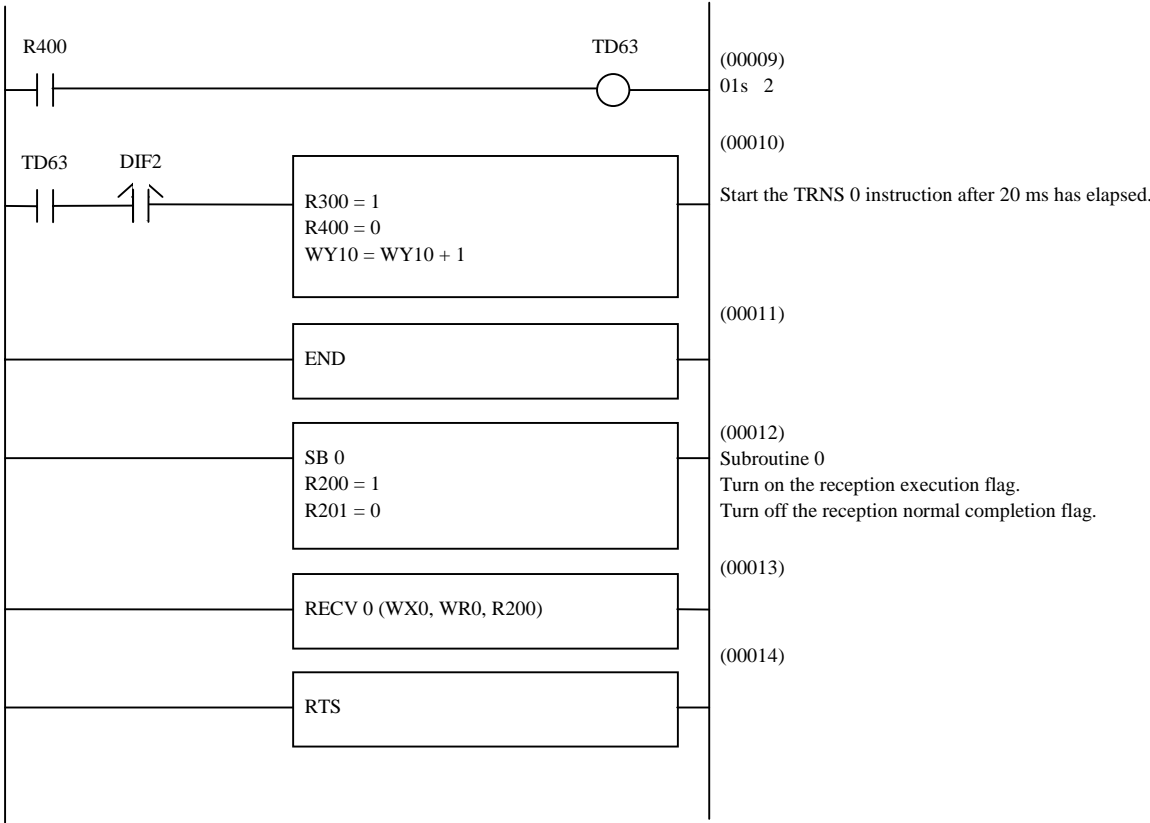 R400 TD63
(00009)
01s 2
(00010)
TD63 DIF2
Start the TRNS 0 instruction after 20 ms has elapsed.
R300 = 1
R400 = 0
WY10 = WY10 + 1
(00011)
END
(00012)
SB 0
Subroutine 0
R200 = 1
Turn on the reception execution flag.
R201 = 0
Turn off the reception normal completion flag.
(00013)
RECV 0 (WX0, WR0, R200)
(00014)
RTS